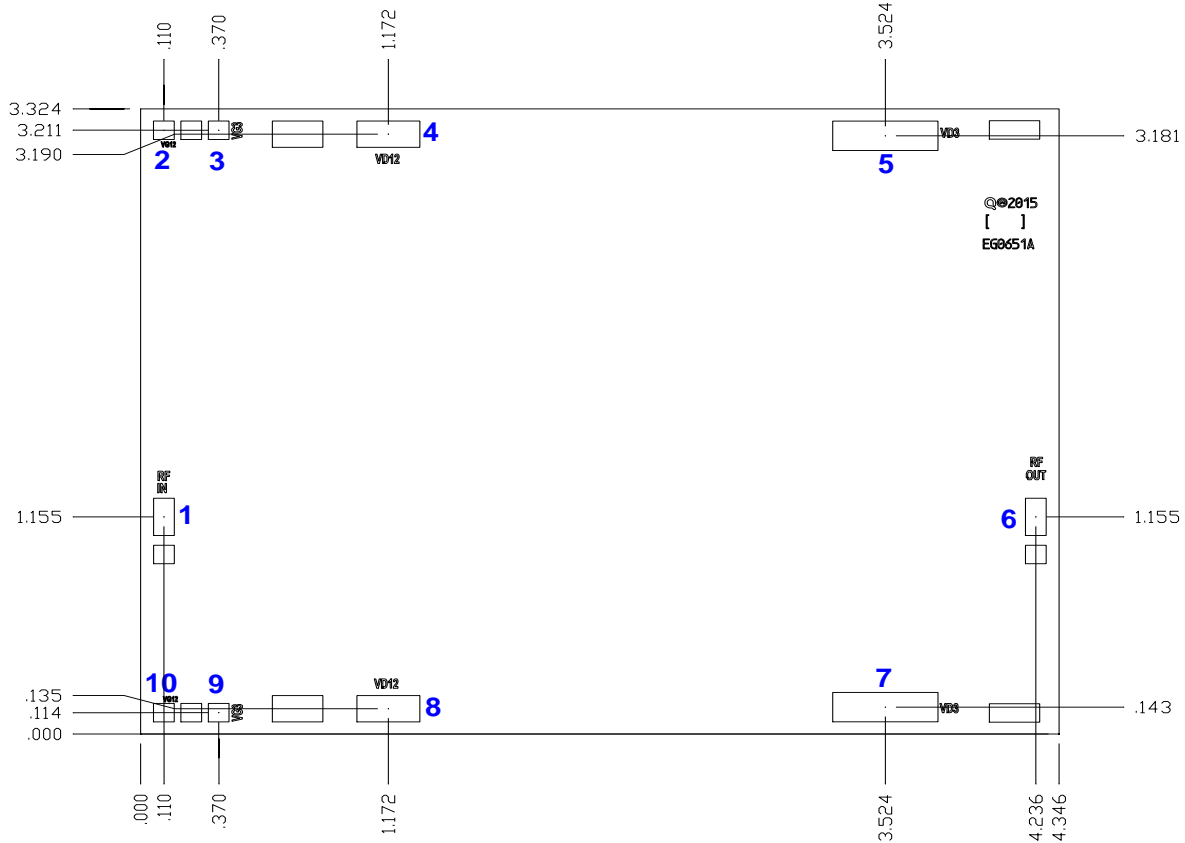 .110
.370
1.172
3.524
3.324
3.211
3.190
VG12
VG3
VD12
VD3
3.181
2
3
4
5
©2015
[ ]
EG0651A
RF
IN
RF
OUT
1.155
1
6
1.155
10
9
VD12
8
7
.135
.114
.000
VG12
VG3
VD3
.143
.000
.110
.370
1.172
3.524
4.236
4.346